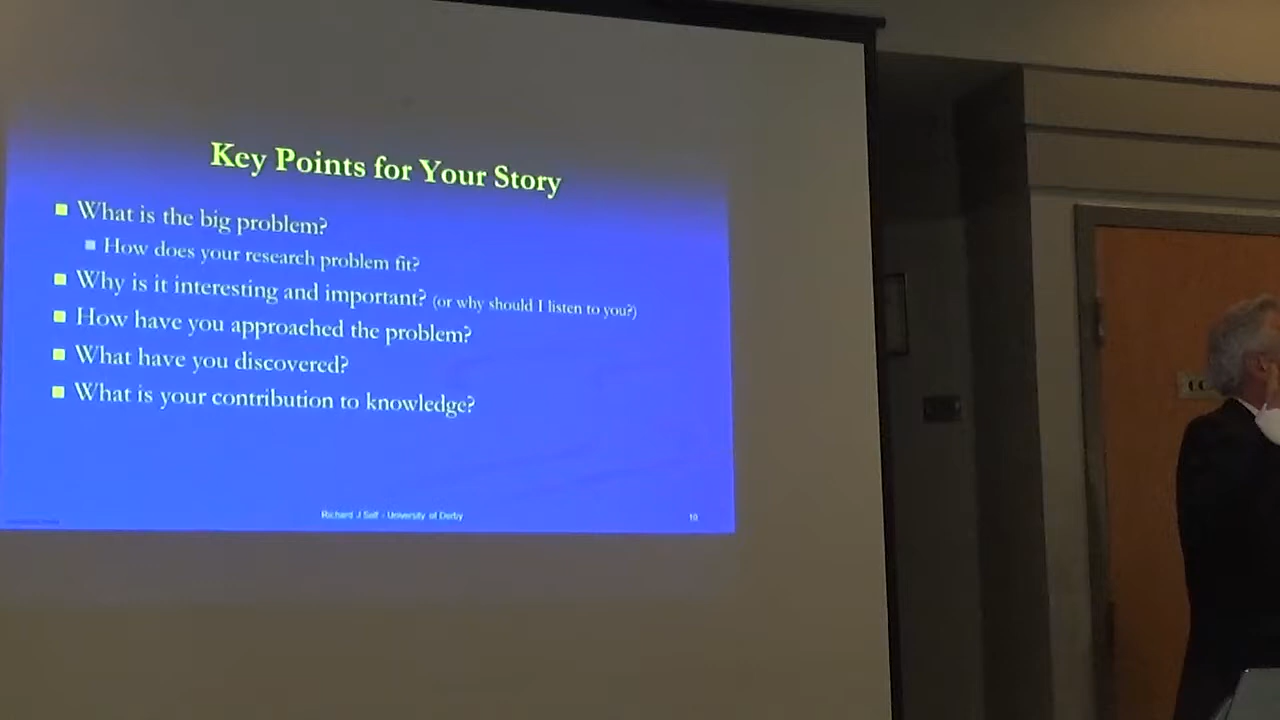 Key Points for Your Story
What is the big problem?
How does your research problem fit?
Why is it interesting and important? (or why should I listen to you?)
How have you approached the problem?
What have you discovered?
What is your contribution to knowledge?
Richard J Self - University of Derby
10